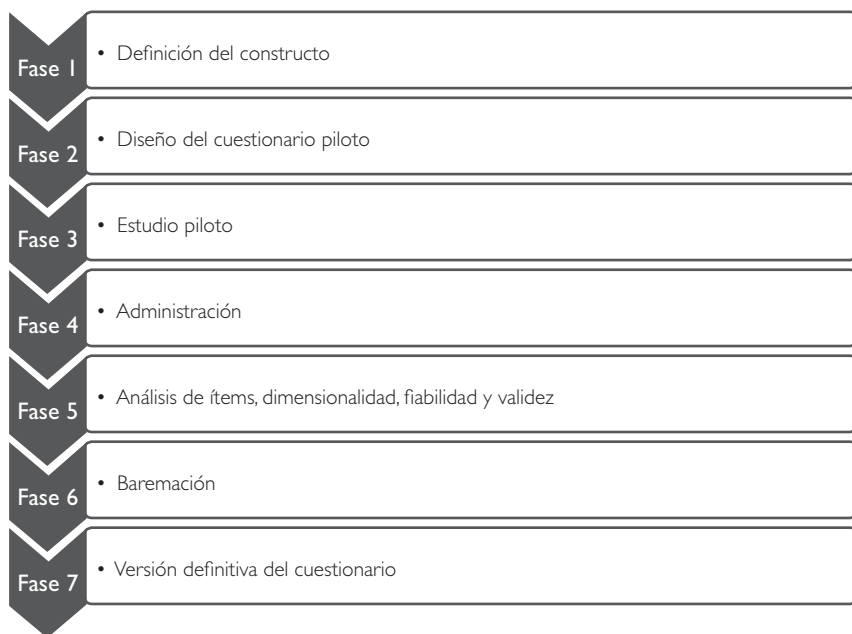 Fase 1
• Definición del constructo
Fase 2
• Diseño del cuestionario piloto
Fase 3
• Estudio piloto
Fase 4
• Administración
Fase 5
• Análisis de ítems, dimensionalidad, fiabilidad y validez
Fase 6
• Baremación
Fase 7
• Versión definitiva del cuestionario